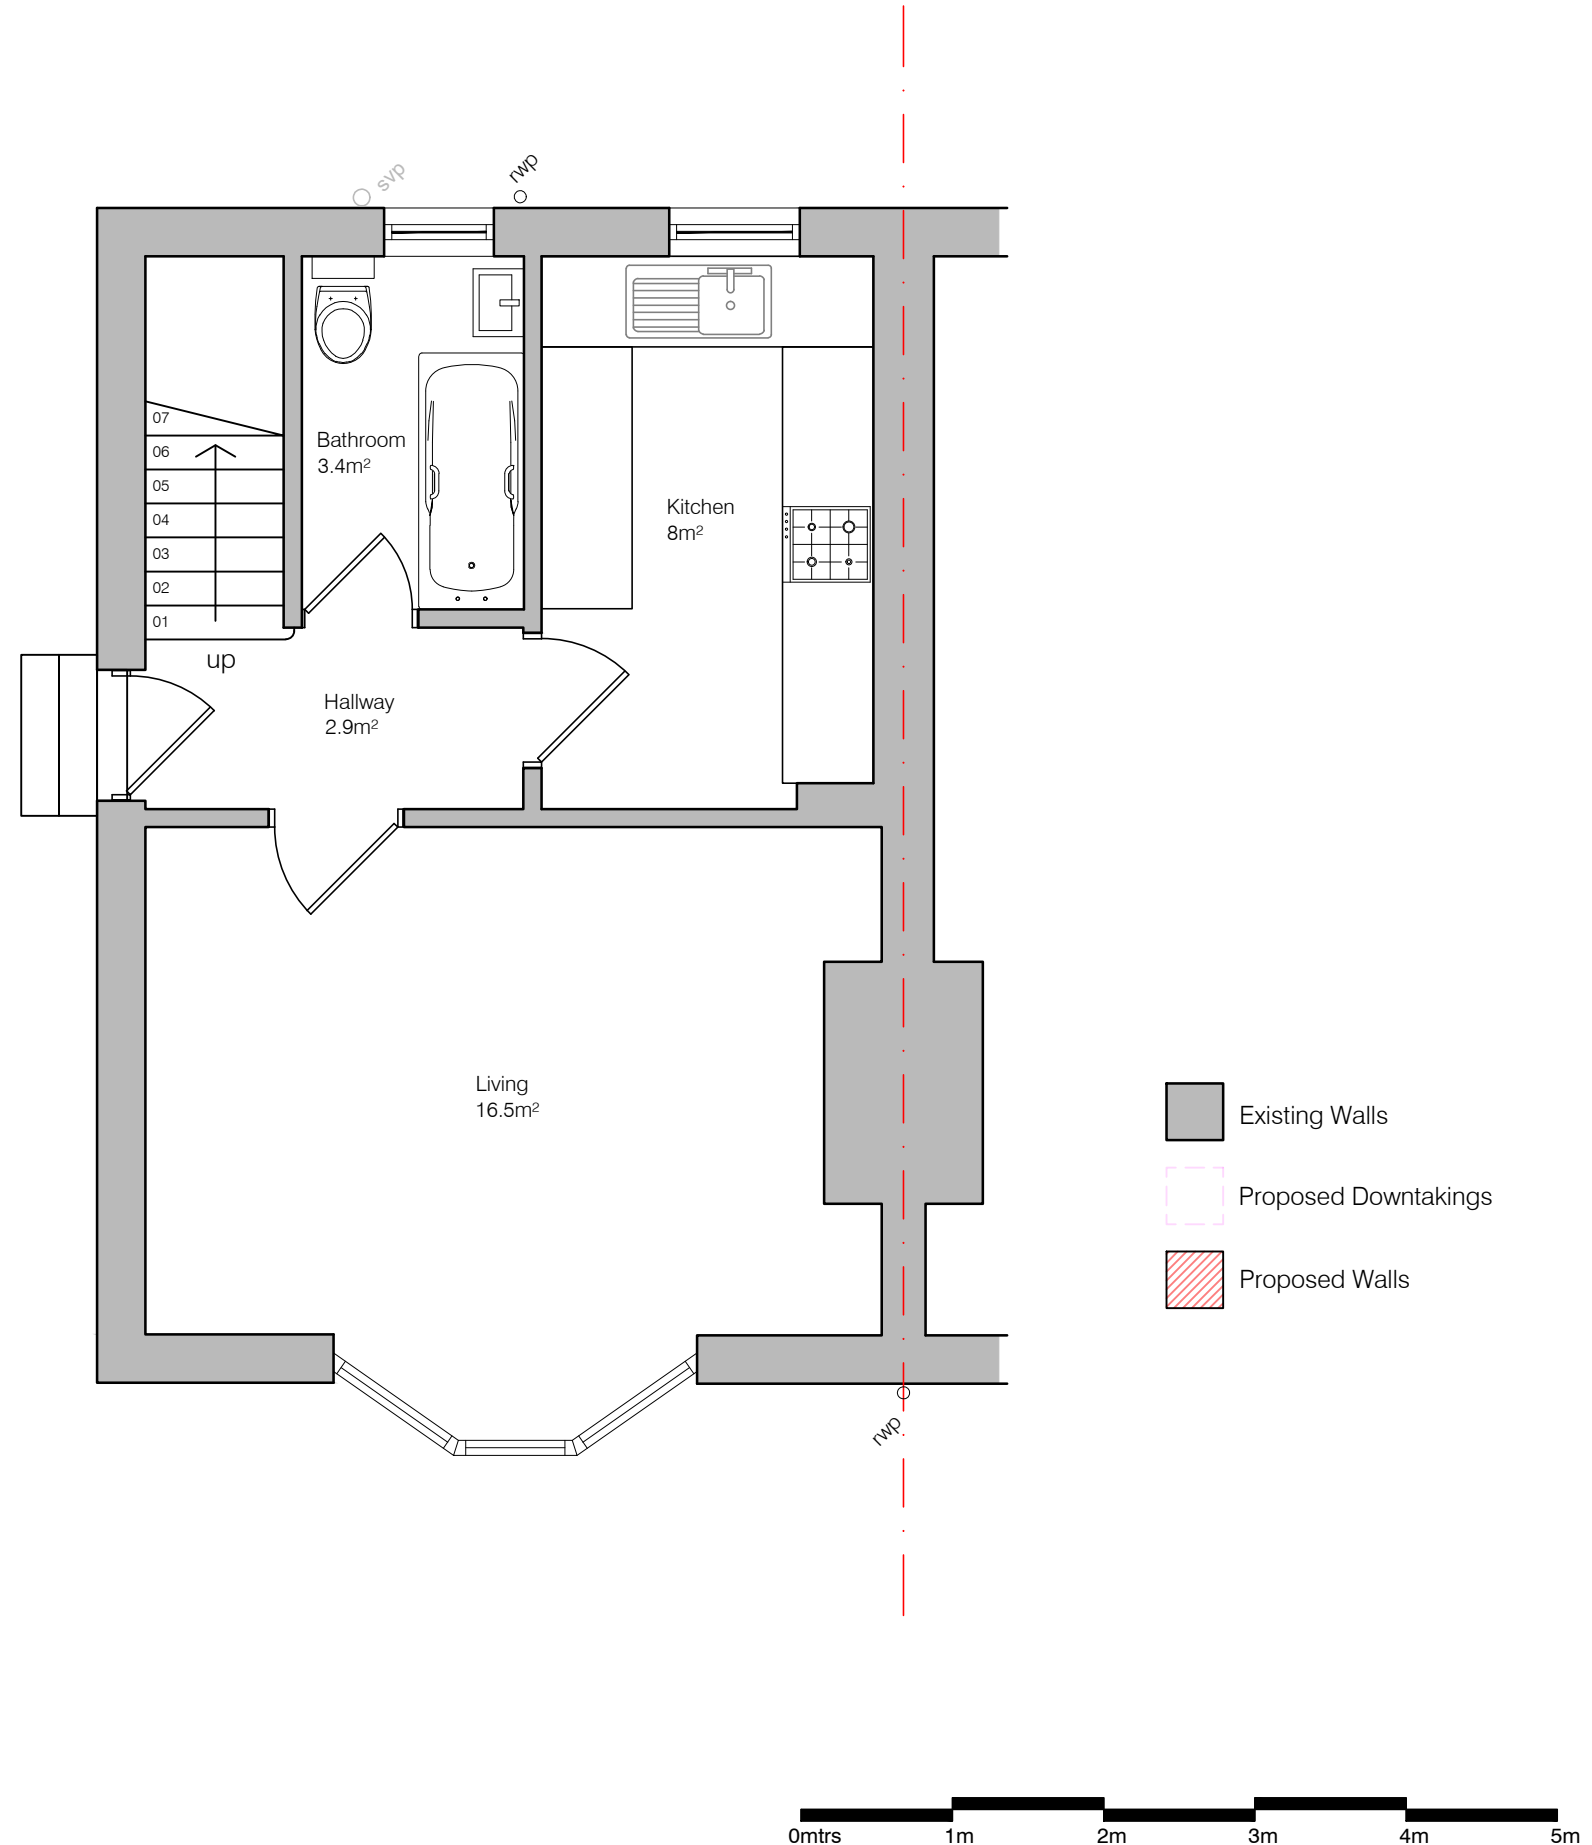 svp
rwp
07
06
05
04
03
02
01
up
Bathroom
3.4m²
Kitchen
8m²
Hallway
2.9m²
Living
16.5m²
rwp
Existing Walls
Proposed Downtakings
Proposed Walls
0mtrs 1m 2m 3m 4m 5m